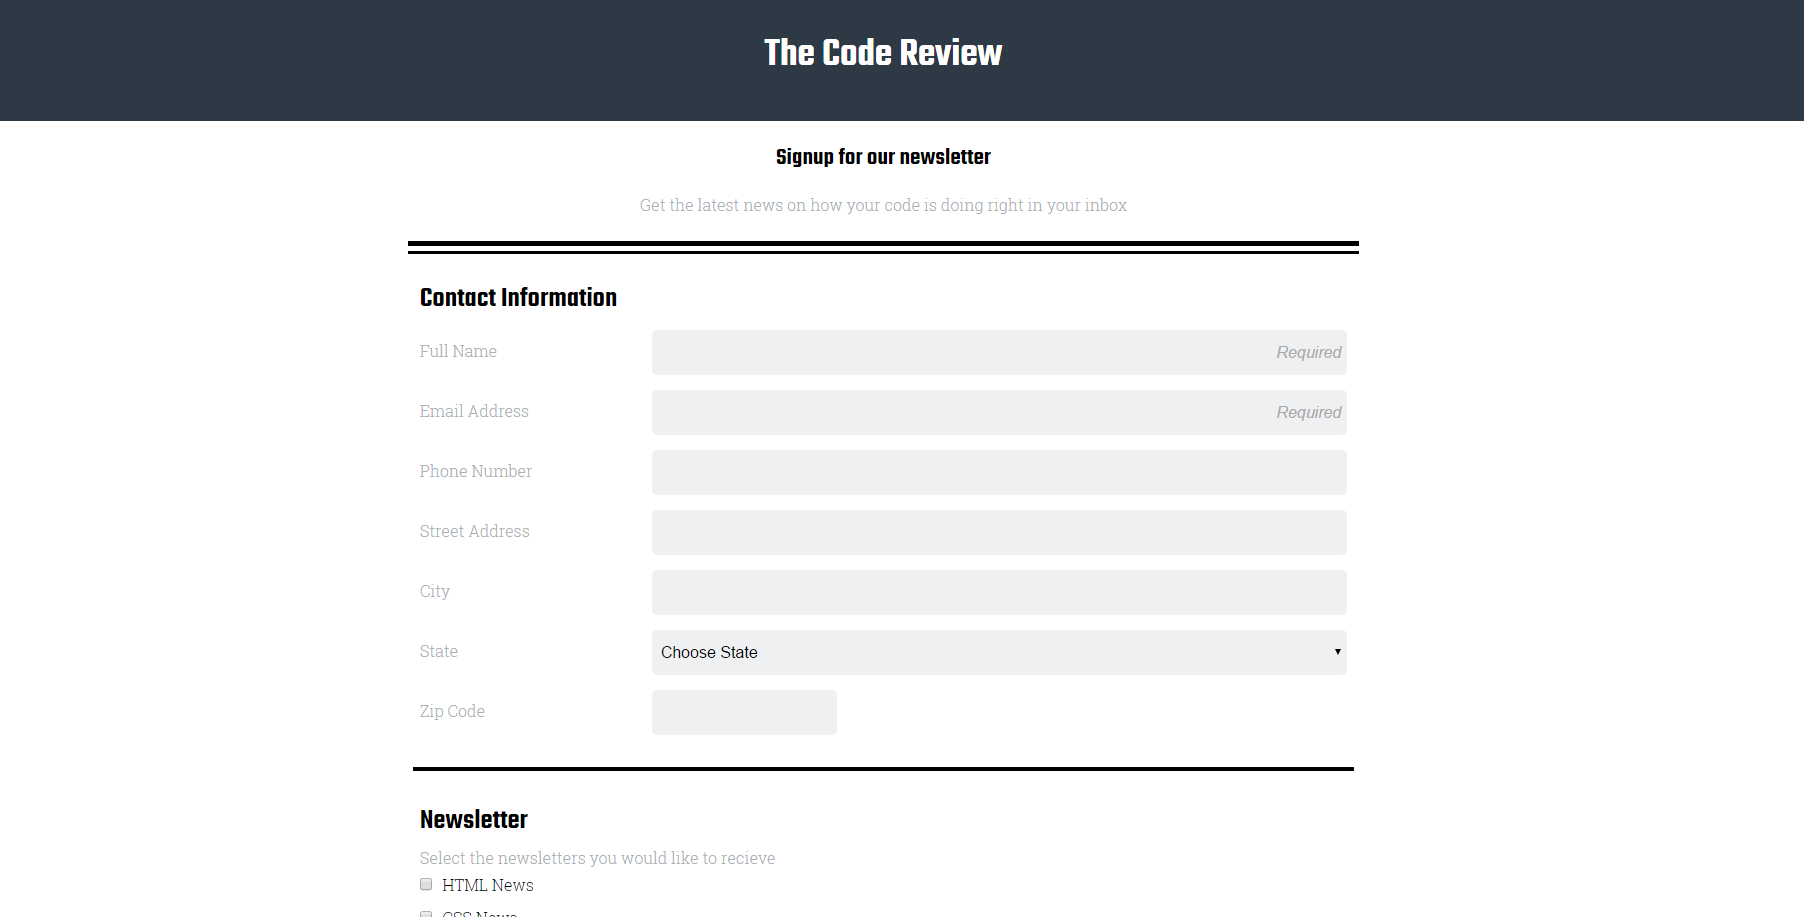 The Code Review
Signup for our newsletter
Get the latest news on how your code is doing right in your inbox
Contact Information
Full Name Required
Email Address Required
Phone Number
Street Address
City
State Choose State
Zip Code
Newsletter
Select the newsletters you would like to recieve
HTML News
CSS News